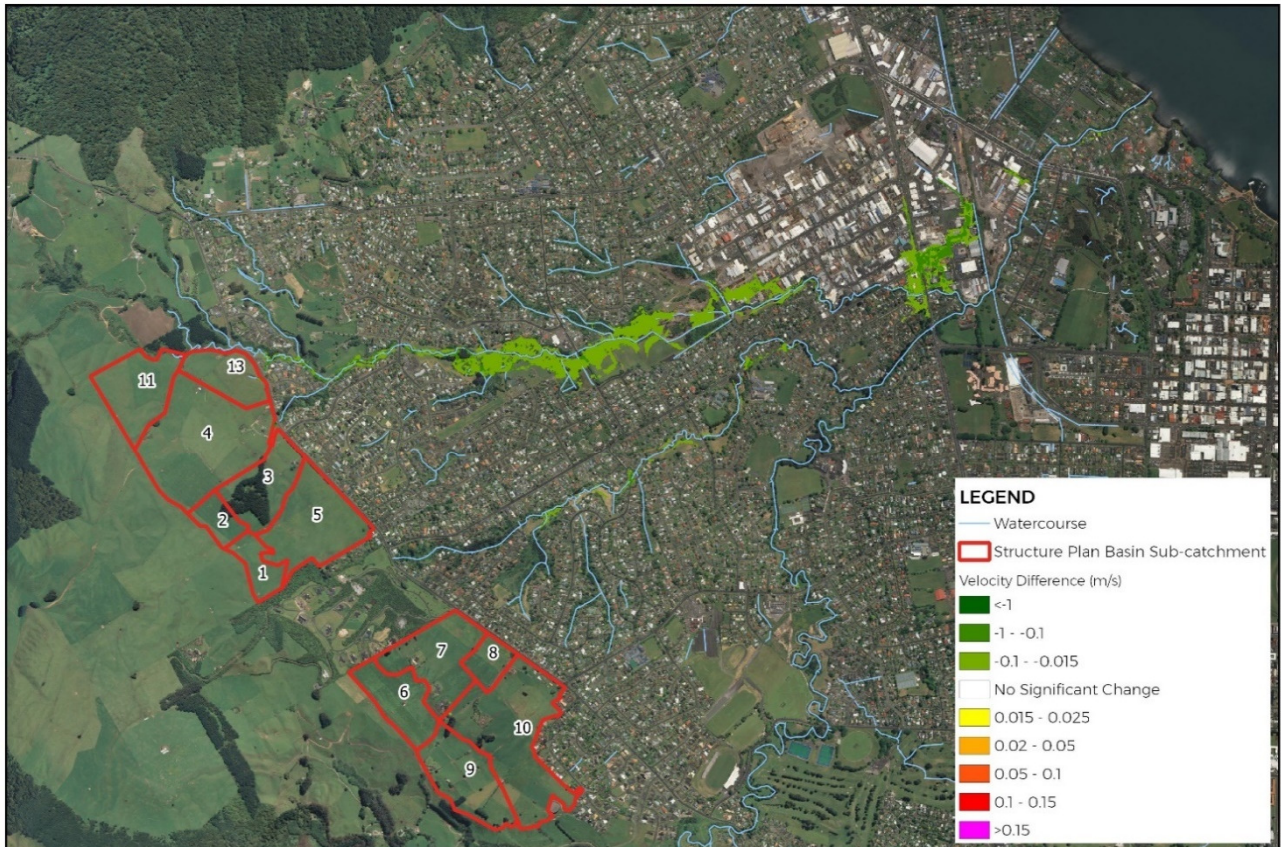 11
13
4
3
2
5
1
7
8
6
10
9
LEGEND
Watercourse
Structure Plan Basin Sub-catchment
Velocity Difference (m/s)
<-1
-1 - -0.1
-0.1 - -0.015
No Significant Change
0.015 - 0.025
0.02 - 0.05
0.05 - 0.1
0.1 - 0.15
>0.15